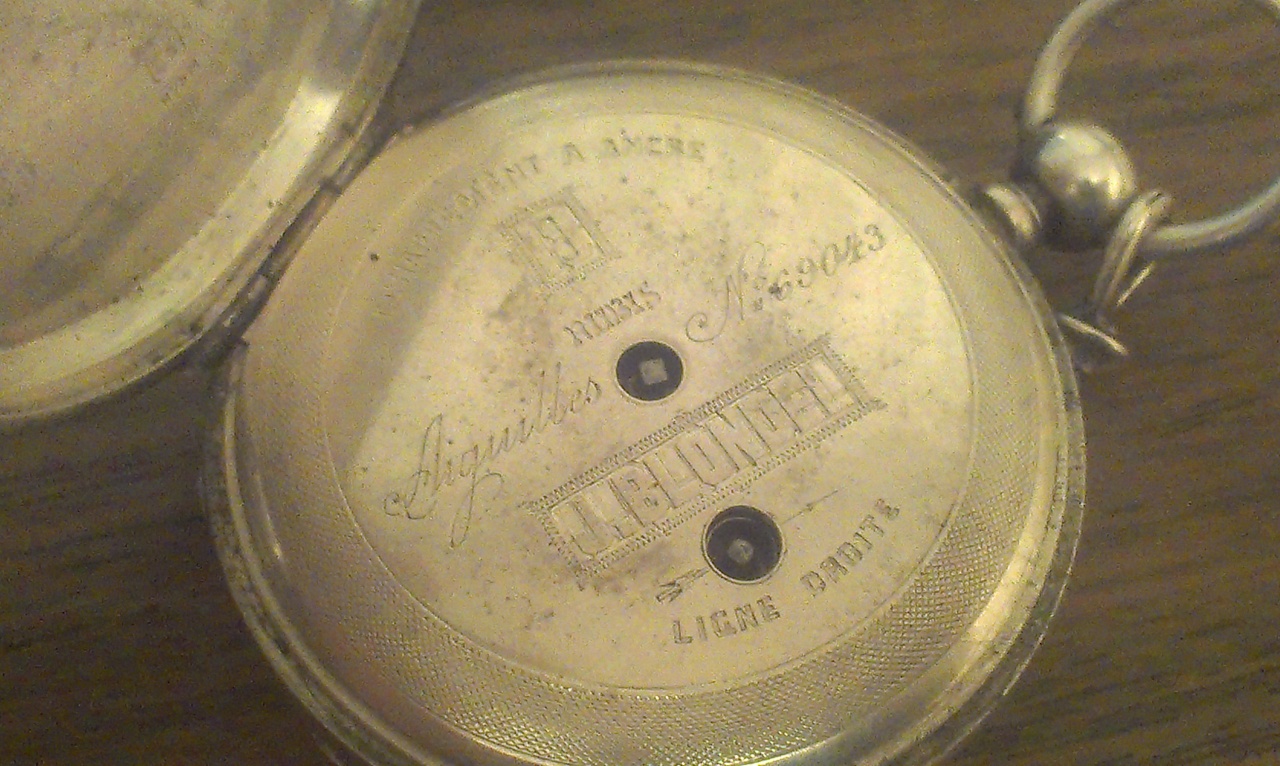 ECHAPPEMENT A ANCRE
RUBIS
Nº 69043
Aiguilles
J. BLONDEL
LIGNE DROITE